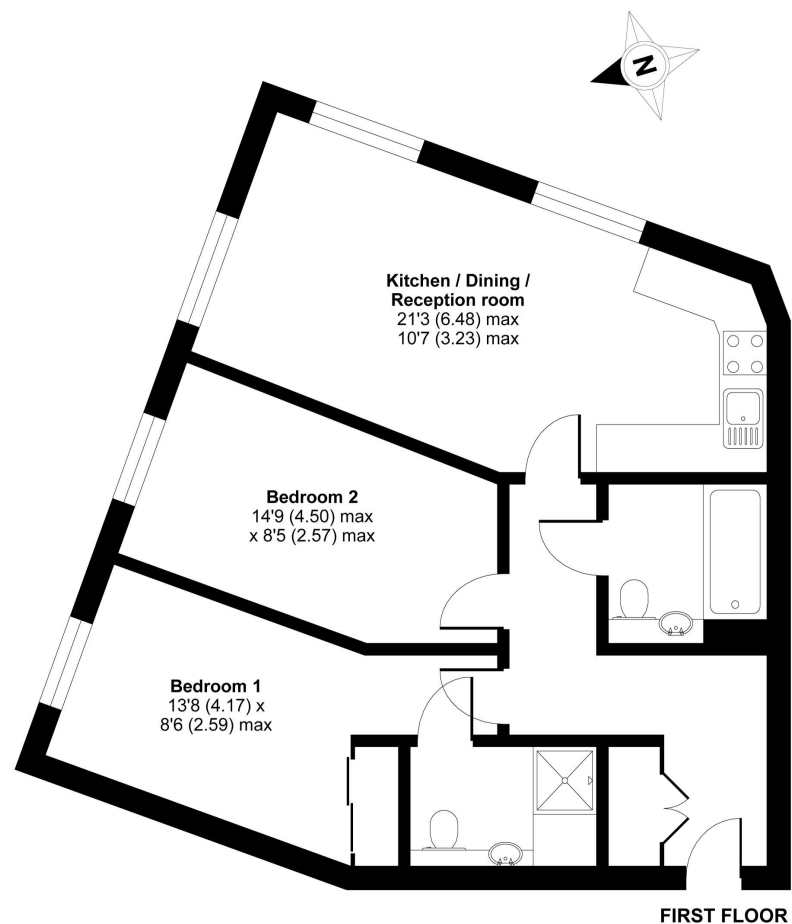 N
Kitchen / Dining /
Reception room
21'3 (6.48) max
10'7 (3.23) max
Bedroom 2
14'9 (4.50) max
x 8'5 (2.57) max
Bedroom 1
13'8 (4.17) x
8'6 (2.59) max
FIRST FLOOR